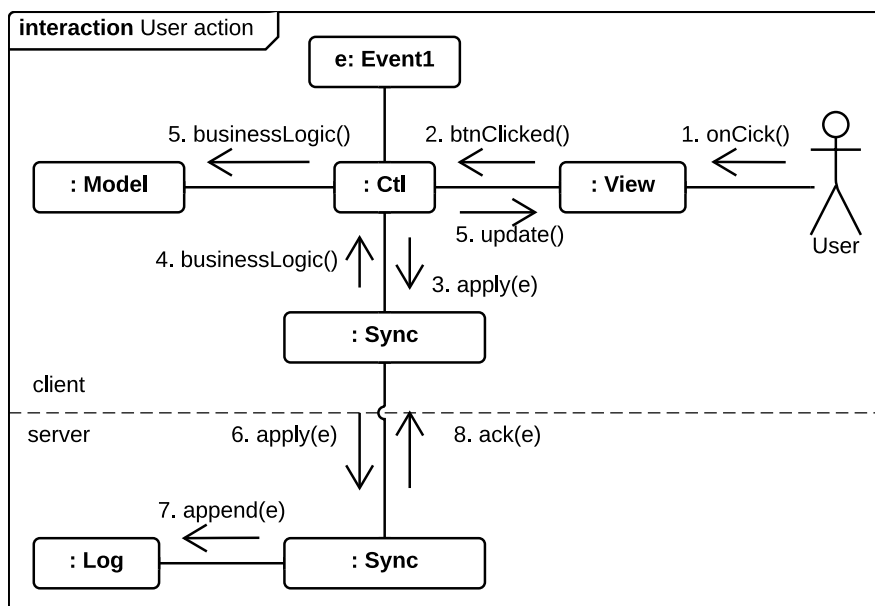 interaction User action
e: Event1
5. businessLogic()
2. btnClicked()
1. onCick()
: Model
: Ctl
: View
User
4. businessLogic()
5. update()
3. apply(e)
: Sync
client
server
6. apply(e)
8. ack(e)
7. append(e)
: Log
: Sync